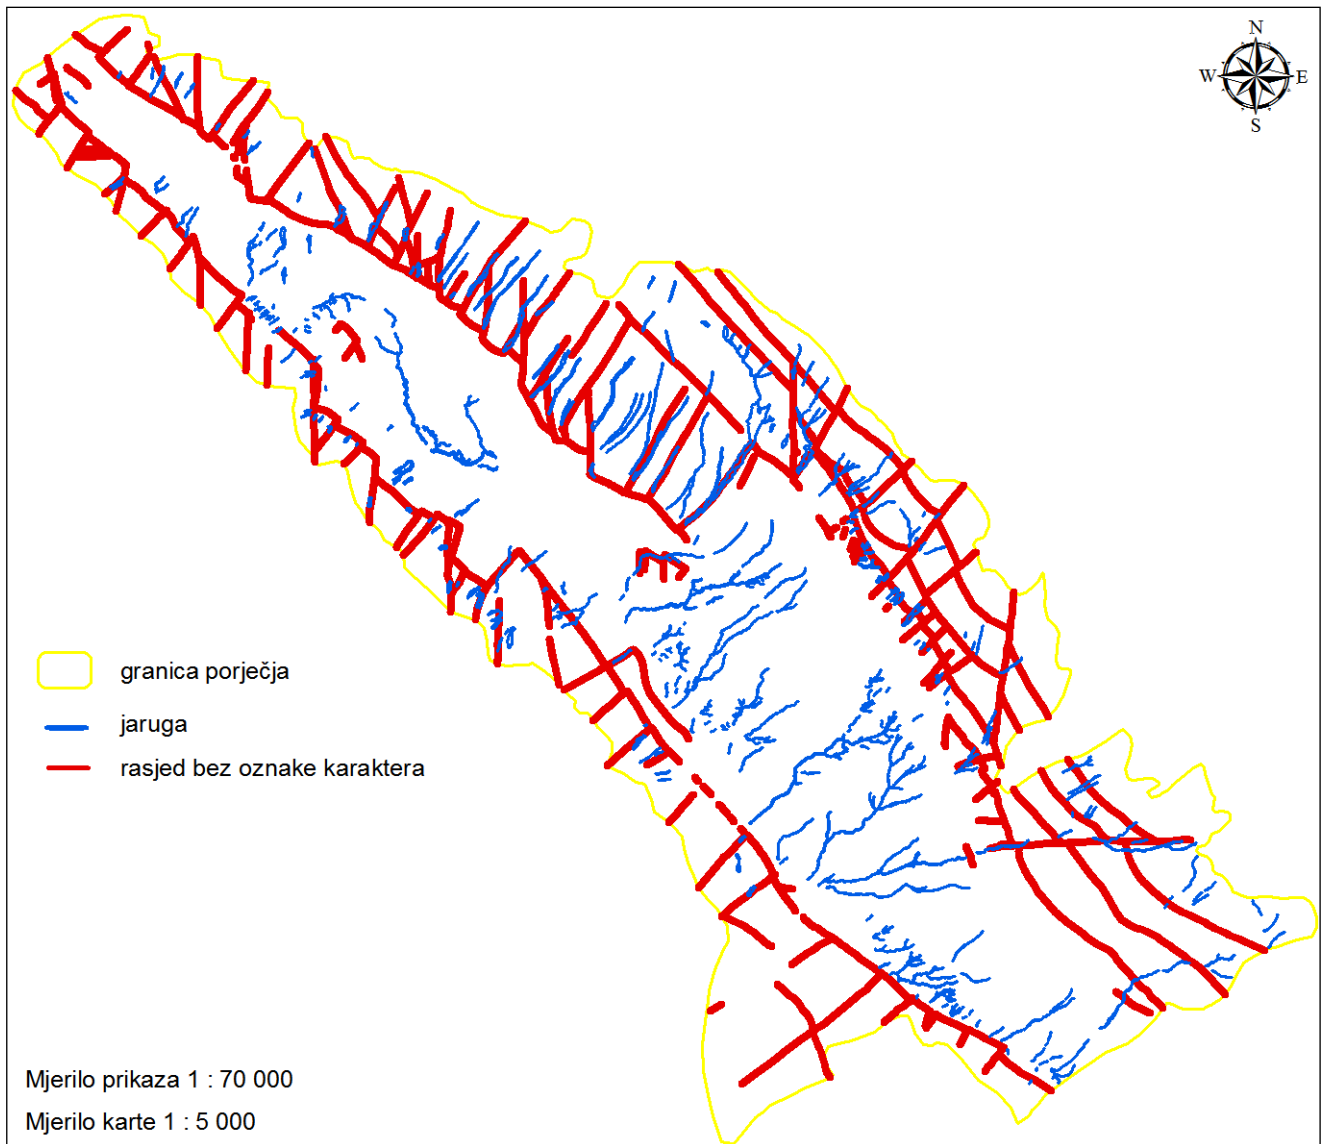 N
W E
S
granica porječja
jaruga
rasjed bez oznake karaktera
Mjerilo prikaza 1 : 70 000
Mjerilo karte 1 : 5 000